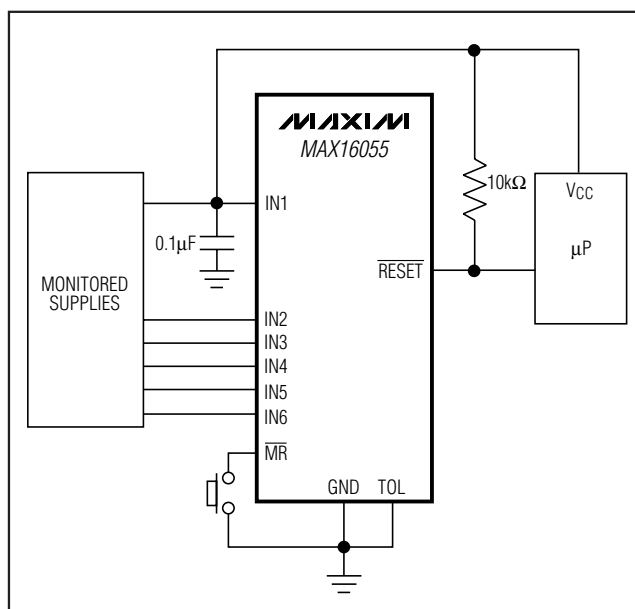 MAXIM
MAX16055
10kΩ
VCC
IN1
0.1µF
RESET
µP
MONITORED
SUPPLIES
IN2
IN3
IN4
IN5
IN6
MR
GND TOL